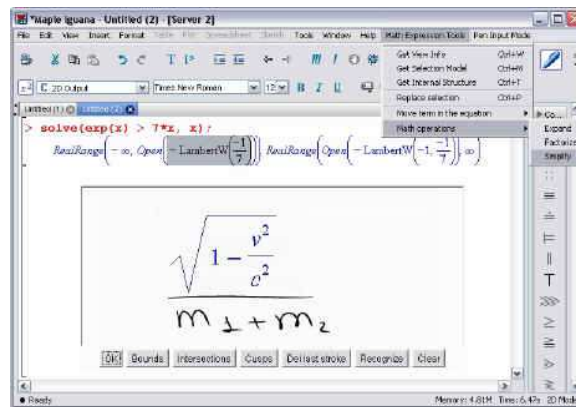 *Maple iguana - Untitled (2) - [Server 2]
File Edit View Insert Format Table Plot Spreadsheet Sketch Tools Window Help Math Expression Tools Pen Input Mode
Get View Info Ctrl+W
Get Selection Model Ctrl+M
Get Internal Structure Ctrl+T
Replace selection Ctrl+P
Move term in the equation
Math operations
Co...
Expand
Factorize
Simplify
C 2D Output Times New Roman 12 B I U
Untitled (1) Untitled (2)
> solve(exp(x) > 7*x, x);
RealRange(-∞, Open(-LambertW(-1/7))) RealRange(Open(-LambertW(-1, -1/7)), ∞)
√(1 - v²/c²)
m1 + m2
OK Bounds Intersections Cusps Del last stroke Recognize Clear
Ready Memory: 4.81M Time: 6.47s 2D Mode